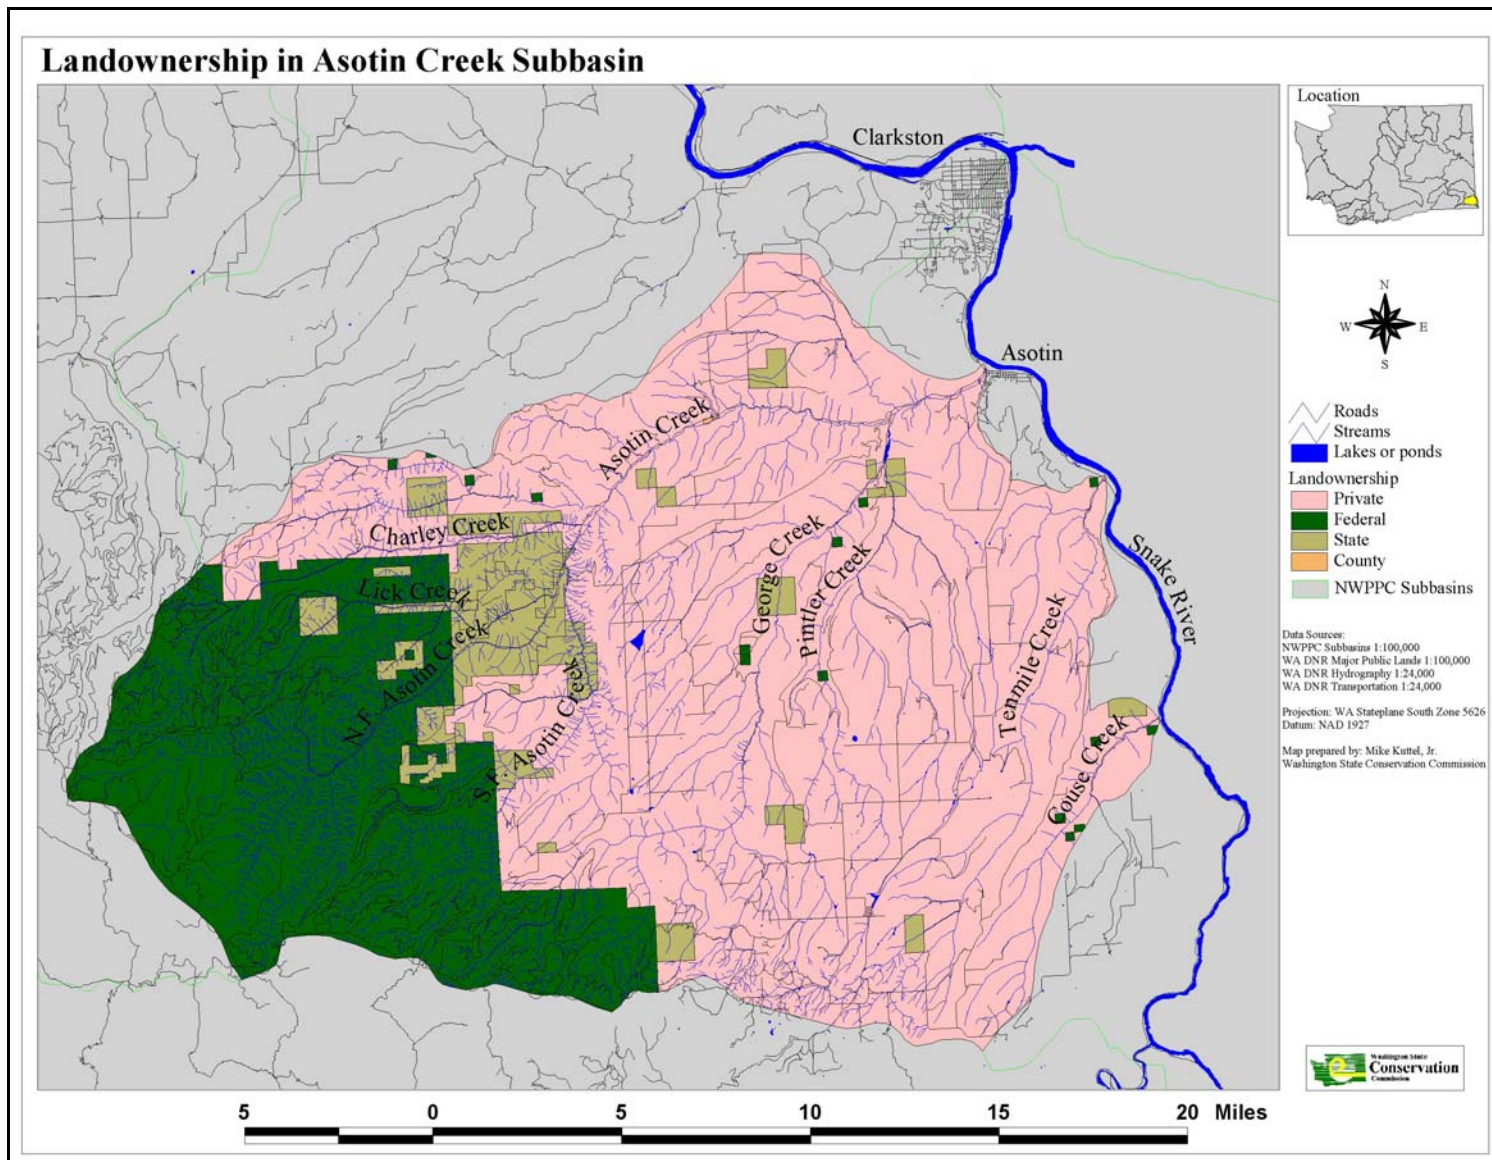 Landownership in Asotin Creek Subbasin
Clarkston
Asotin
Asotin Creek
Charley Creek
Lick Creek
N.F. Asotin Creek
S.F. Asotin Creek
George Creek
Pintler Creek
Tenmile Creek
Couse Creek
Snake River
Location
N
W
E
S
Roads
Streams
Lakes or ponds
Landownership
Private
Federal
State
County
NWPPC Subbasins
Data Sources:
NWPPC Subbasins 1:100,000
WA DNR Major Public Lands 1:100,000
WA DNR Hydrography 1:24,000
WA DNR Transportation 1:24,000
Projection: WA Stateplane South Zone 5626
Datum: NAD 1927
Map prepared by: Mike Kuttel, Jr.
Washington State Conservation Commission
Washington State
Conservation
Commission
5 0 5 10 15 20 Miles